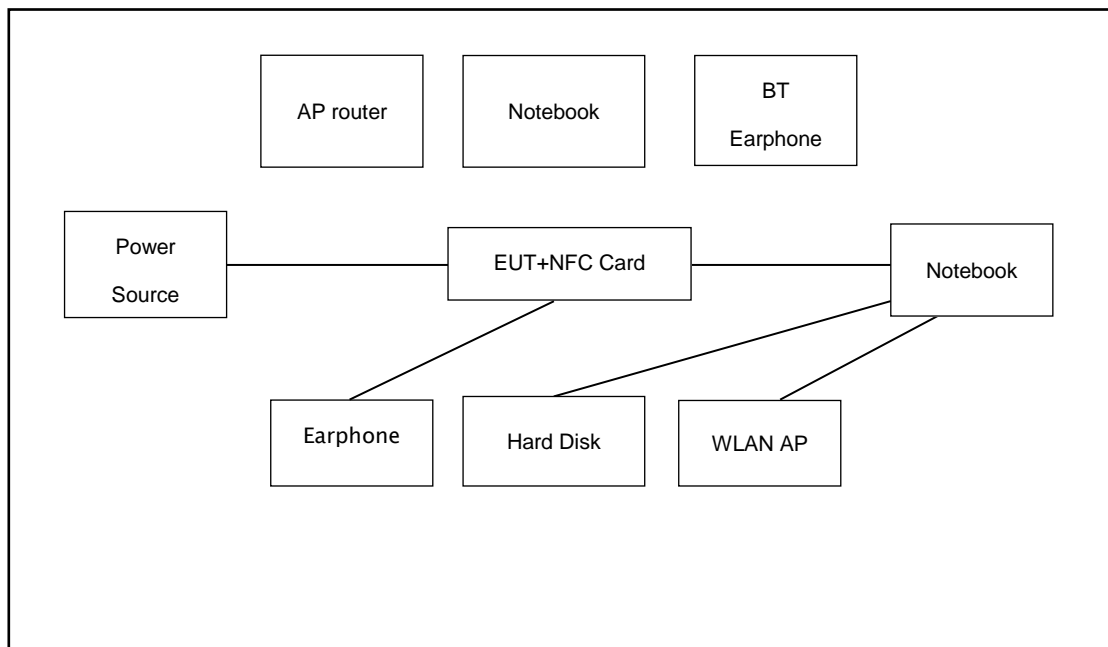 AP router
Notebook
BT
Earphone
Power
Source
EUT+NFC Card
Notebook
Earphone
Hard Disk
WLAN AP